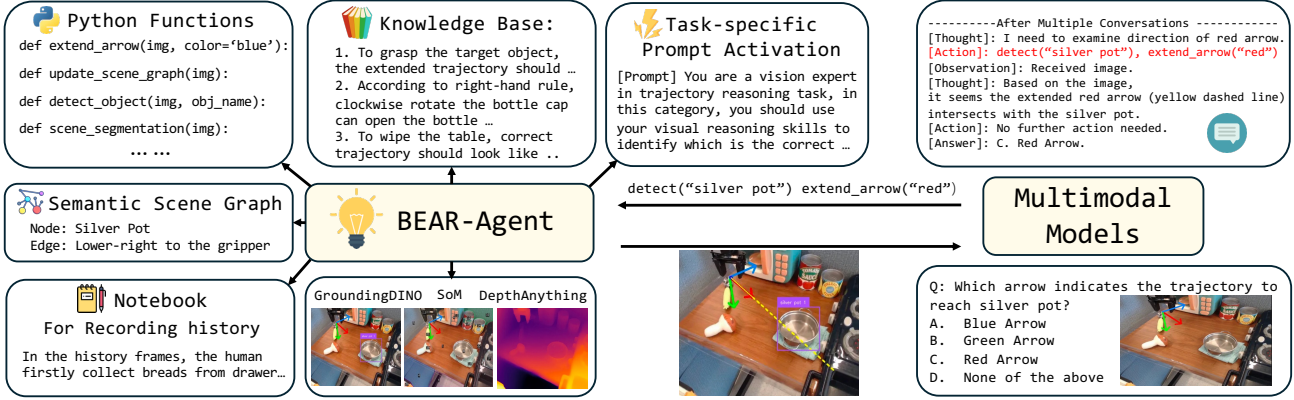 Python Functions
def extend_arrow(img, color=‘blue’):
def update_scene_graph(img):
def detect_object(img, obj_name):
def scene_segmentation(img):
… …
Knowledge Base:
1. To grasp the target object,
the extended trajectory should …
2. According to right-hand rule,
clockwise rotate the bottle cap
can open the bottle …
3. To wipe the table, correct
trajectory should look like ..
Task-specific
Prompt Activation
[Prompt] You are a vision expert
in trajectory reasoning task, in
this category, you should use
your visual reasoning skills to
identify which is the correct …
----------After Multiple Conversations ------------
[Thought]: I need to examine direction of red arrow.
[Action]: detect(“silver pot”), extend_arrow(“red”)
[Observation]: Received image.
[Thought]: Based on the image,
it seems the extended red arrow (yellow dashed line)
intersects with the silver pot.
[Action]: No further action needed.
[Answer]: C. Red Arrow.
Semantic Scene Graph
Node: Silver Pot
Edge: Lower-right to the gripper
BEAR-Agent
detect(“silver pot”) extend_arrow(“red”)
Multimodal
Models
Notebook
For Recording history
In the history frames, the human
firstly collect breads from drawer…
GroundingDINO SoM DepthAnything
silver pot
Q: Which arrow indicates the trajectory to
reach silver pot?
A. Blue Arrow
B. Green Arrow
C. Red Arrow
D. None of the above